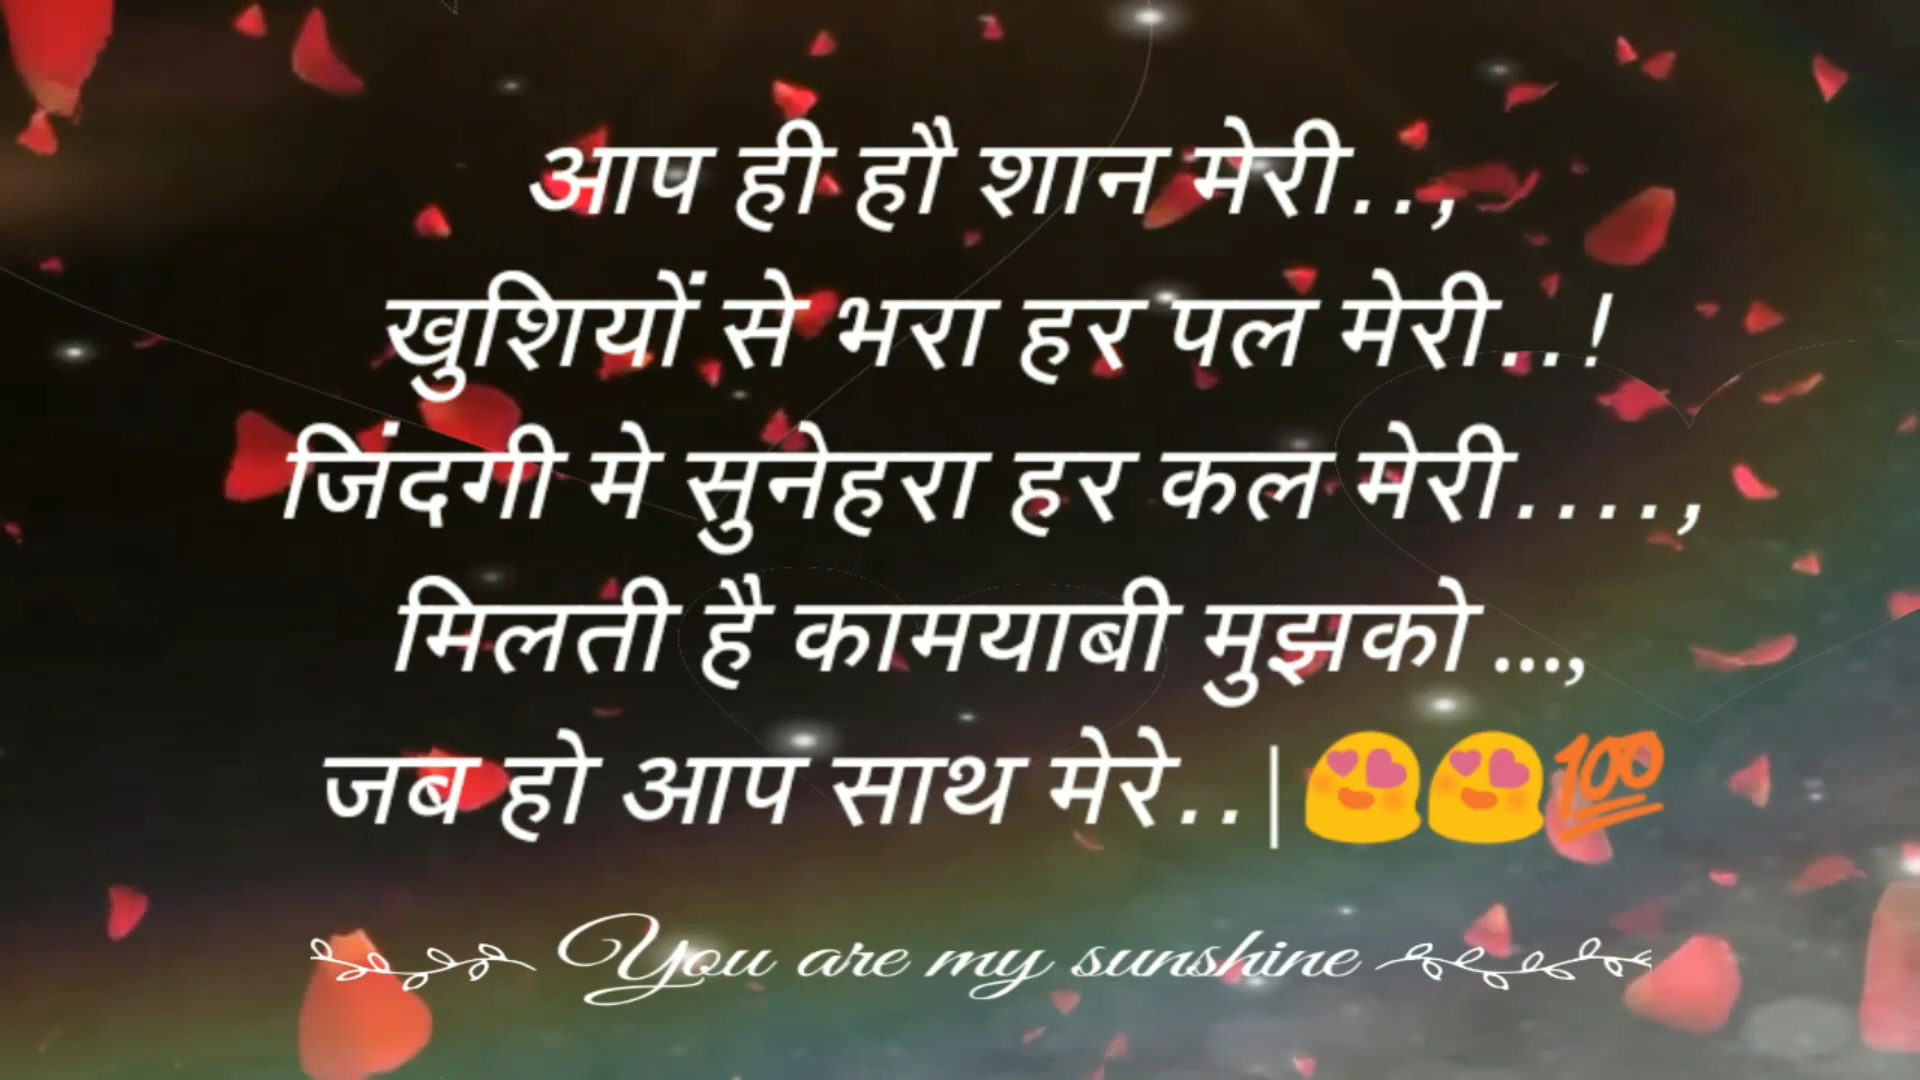 आप ही हौ शान मेरी..,
खुशियों से भरा हर पल मेरी..!
जिंदगी मे सुनेहरा हर कल मेरी....,
मिलती है कामयाबी मुझको ...,
जब हो आप साथ मेरे..|😍😍💯
You are my sunshine